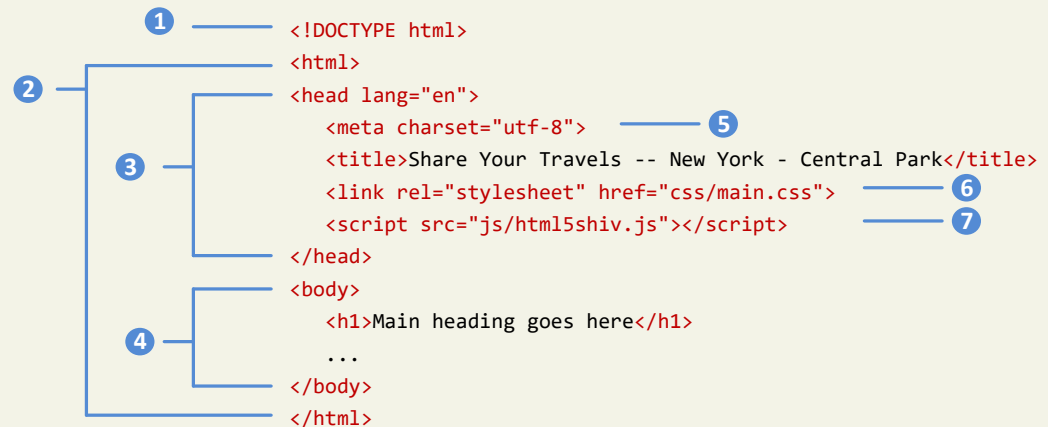 1 <!DOCTYPE html>
<html>
2 <head lang="en">
<meta charset="utf-8"> 5
3 <title>Share Your Travels -- New York - Central Park</title>
<link rel="stylesheet" href="css/main.css"> 6
<script src="js/html5shiv.js"></script> 7
</head>
<body>
<h1>Main heading goes here</h1>
4 ...
</body>
</html>